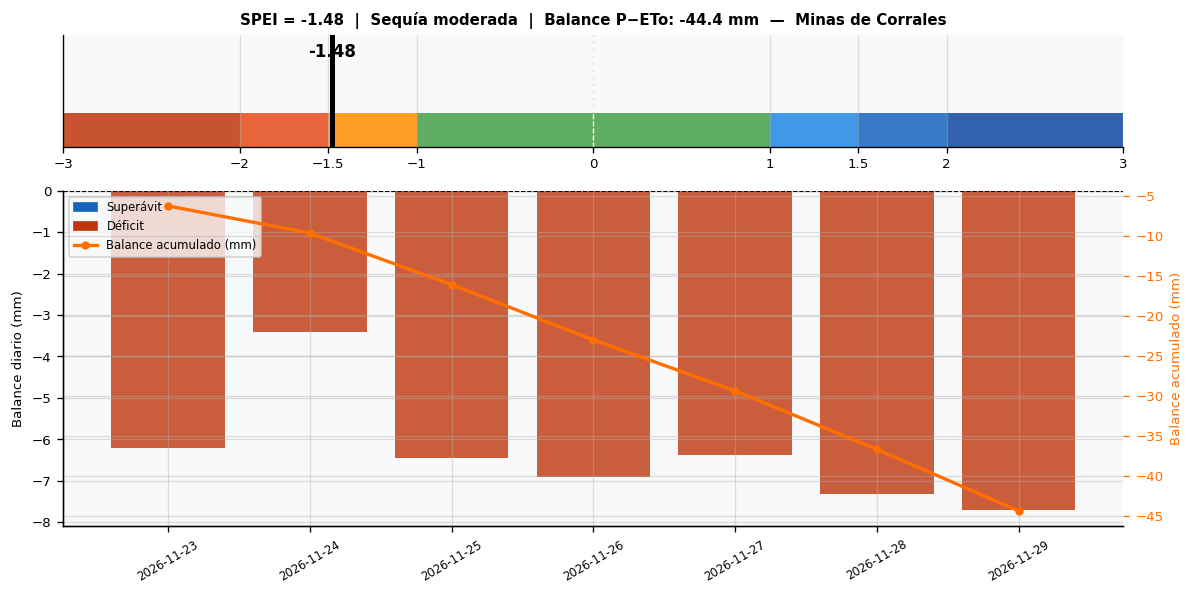 SPEI = -1.48  |  Sequía moderada  |  Balance P−ETo: -44.4 mm  —  Minas de Corrales
-1.48
−3 −2 −1.5 −1 0 1 1.5 2 3
Balance diario (mm)
0
−1
−2
−3
−4
−5
−6
−7
−8
Superávit
Déficit
Balance acumulado (mm)
−5
−10
−15
−20
−25
−30
−35
−40
−45
Balance acumulado (mm)
2026-11-23 2026-11-24 2026-11-25 2026-11-26 2026-11-27 2026-11-28 2026-11-29